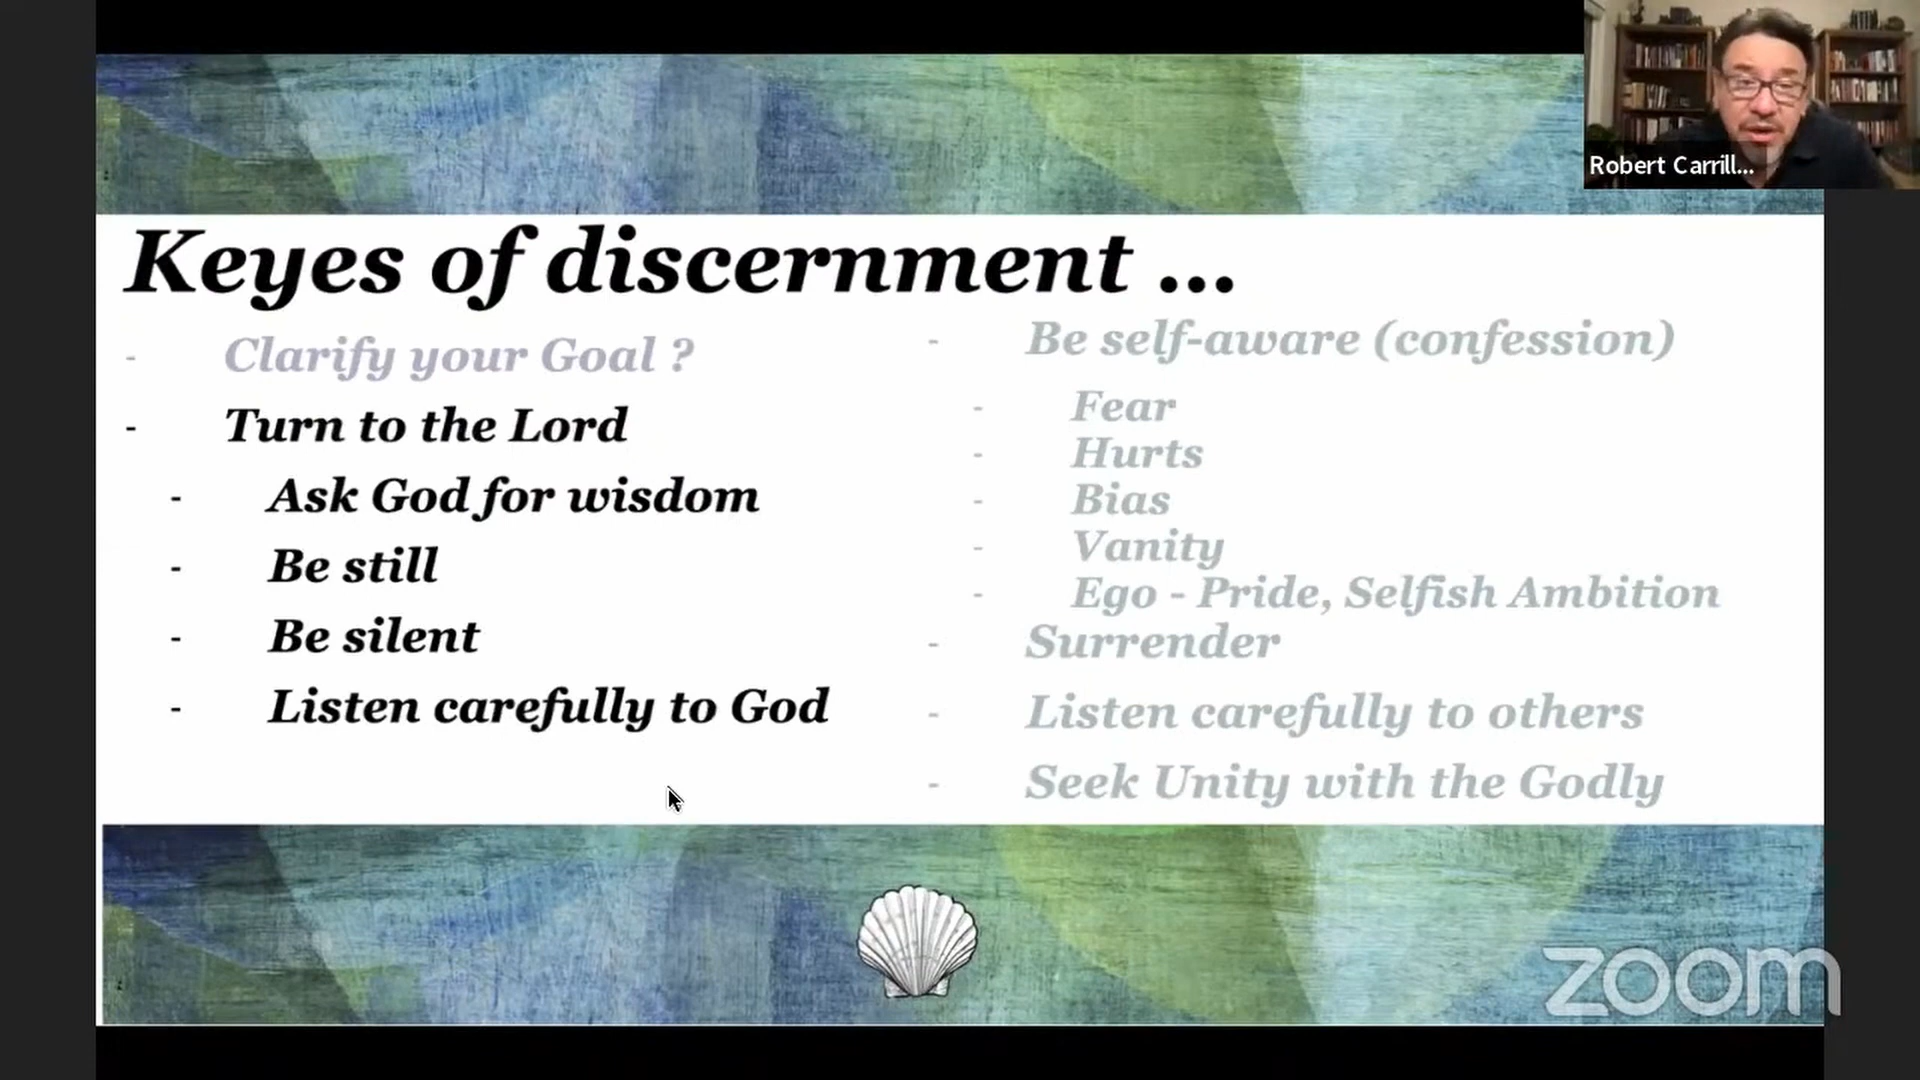 Robert Carrill...
Keyes of discernment ...
- Clarify your Goal ?
- Turn to the Lord
- Ask God for wisdom
- Be still
- Be silent
- Listen carefully to God
- Be self-aware (confession)
- Fear
- Hurts
- Bias
- Vanity
- Ego - Pride, Selfish Ambition
- Surrender
- Listen carefully to others
- Seek Unity with the Godly
zoom